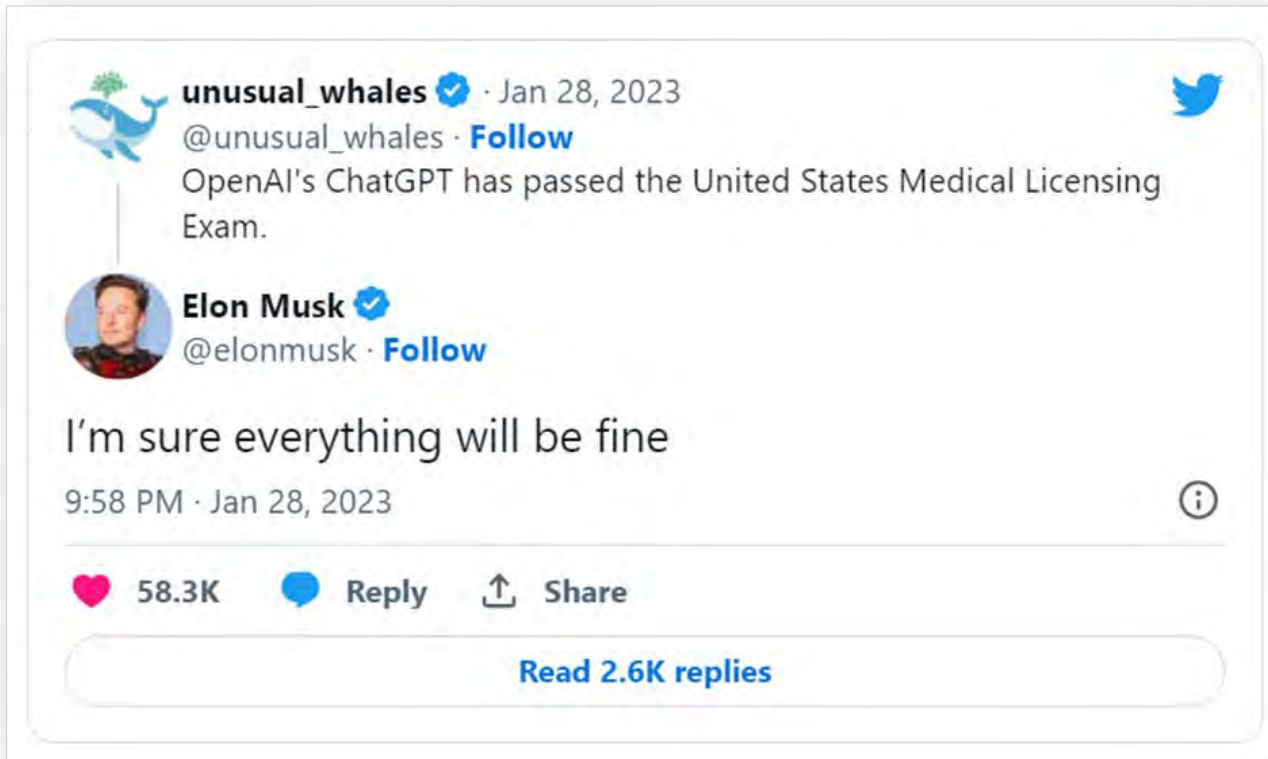 unusual_whales · Jan 28, 2023
@unusual_whales · Follow
OpenAI's ChatGPT has passed the United States Medical Licensing
Exam.
Elon Musk
@elonmusk · Follow
I'm sure everything will be fine
9:58 PM · Jan 28, 2023
58.3K Reply Share
Read 2.6K replies